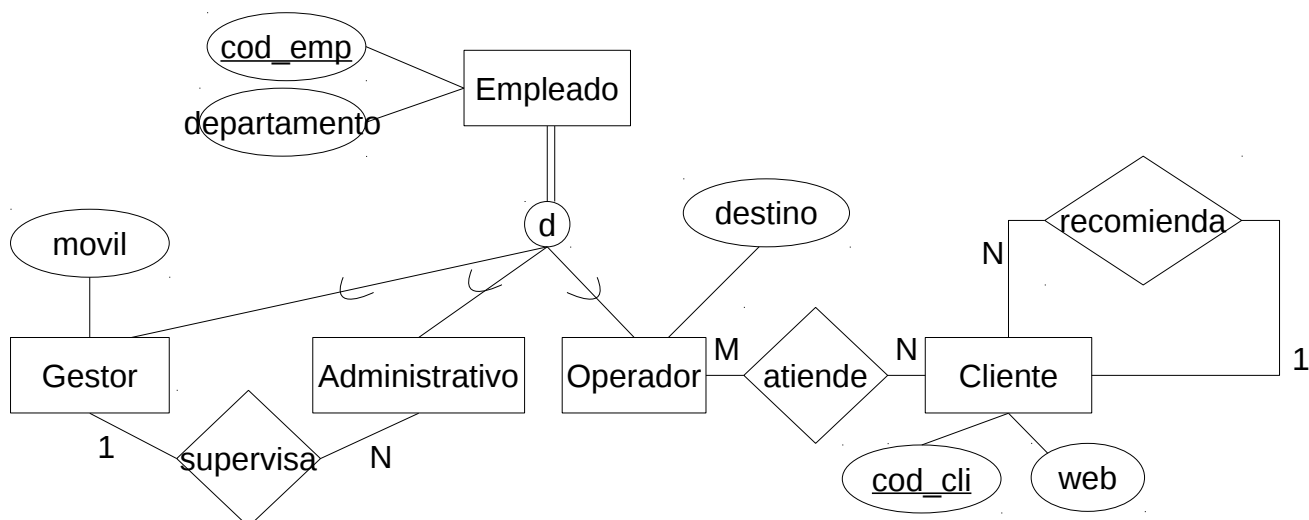 cod_emp
Empleado
departamento
d
destino
recomienda
movil
N
M
N
Gestor
Administrativo
Operador
atiende
Cliente
1
1
supervisa
N
cod_cli
web